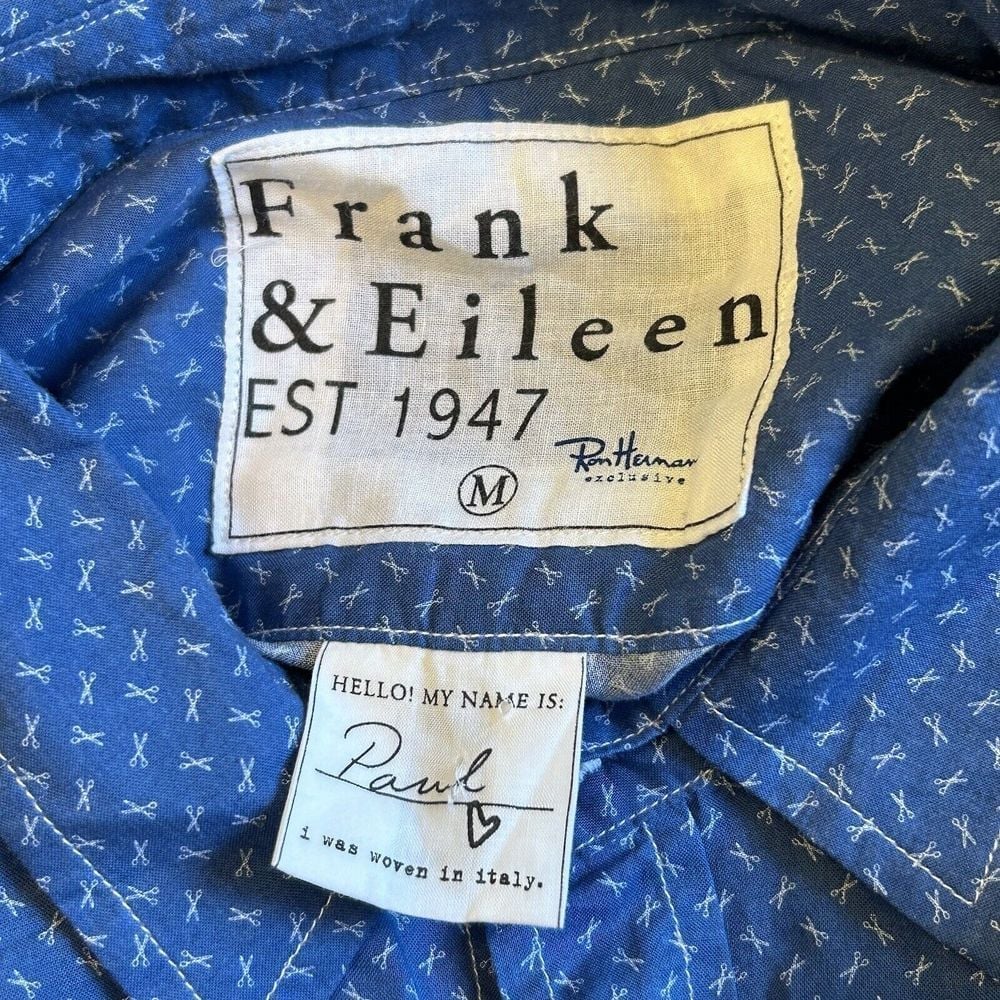 Frank
& Eileen
EST 1947
Ron Herman
exclusive
M
HELLO! MY NAME IS:
Paul
i was woven in italy.